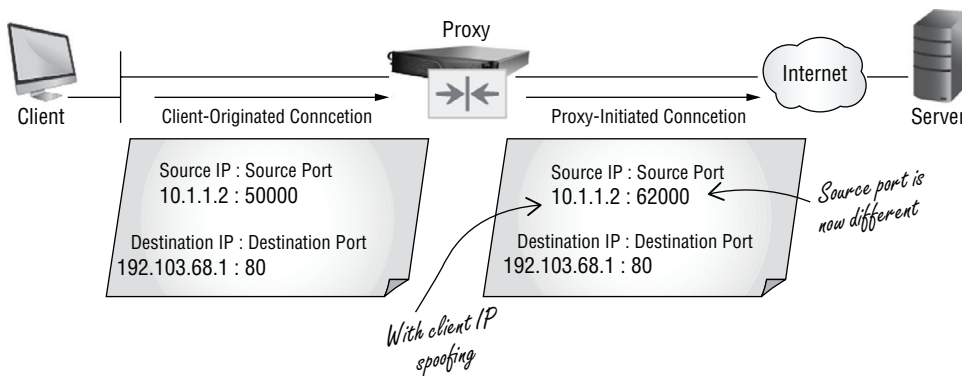 Proxy
Internet
Client
Client-Originated Conncetion
Proxy-Initiated Conncetion
Server
Source IP : Source Port
10.1.1.2 : 50000
Destination IP : Destination Port
192.103.68.1 : 80
Source IP : Source Port
10.1.1.2 : 62000
Destination IP : Destination Port
192.103.68.1 : 80
Source port is
now different
With client IP
spoofing